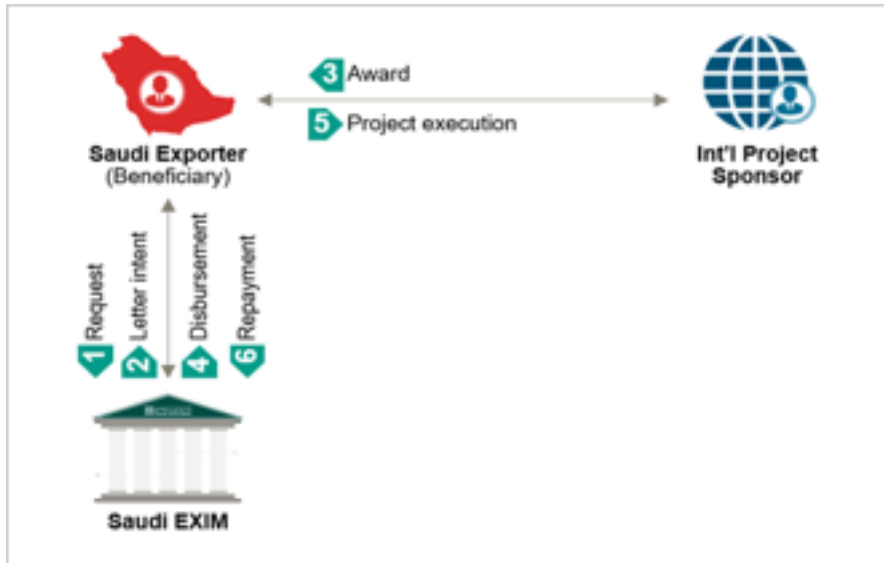 3 Award
5 Project execution
Saudi Exporter
(Beneficiary)
Int'l Project
Sponsor
1 Request
2 Letter intent
4 Disbursement
6 Repayment
Saudi EXIM